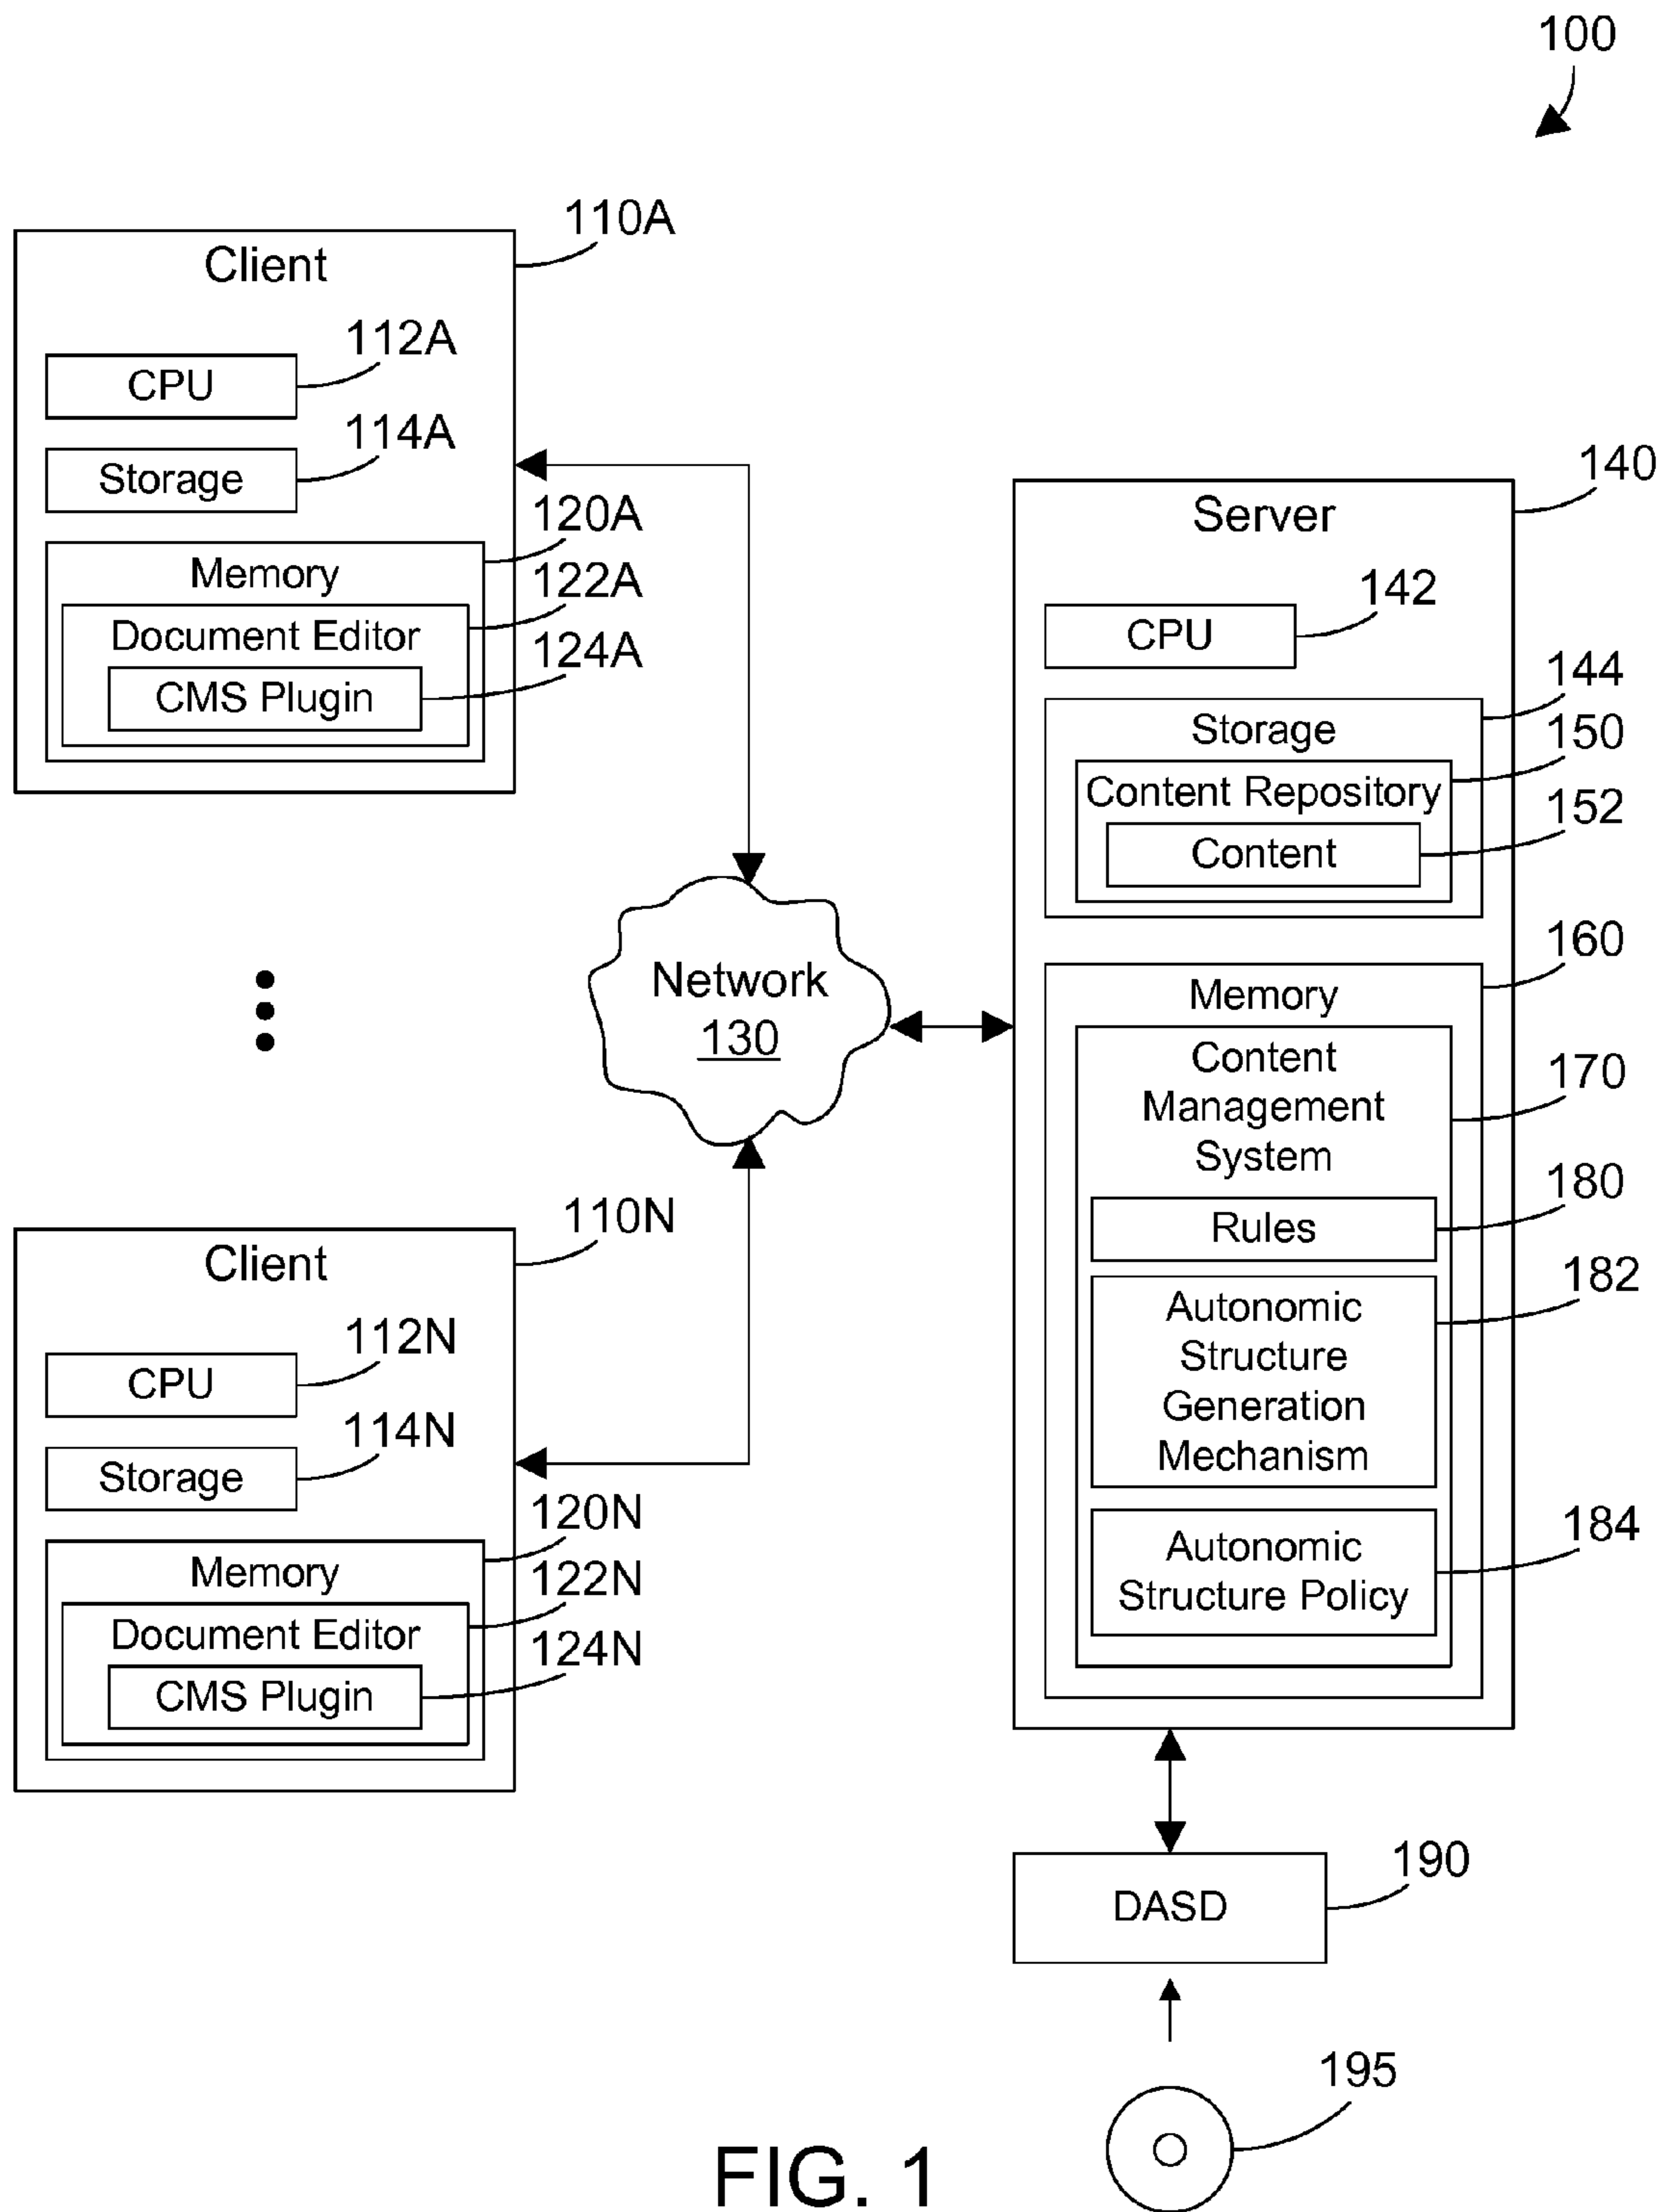 100
110A
Client
112A
CPU
114A
Storage
120A
Memory
122A
Document Editor
124A
CMS Plugin
Network
130
110N
Client
112N
CPU
114N
Storage
120N
Memory
122N
Document Editor
124N
CMS Plugin
140
Server
142
CPU
144
Storage
150
Content Repository
152
Content
160
Memory
Content
Management
System
170
180
Rules
182
Autonomic
Structure
Generation
Mechanism
184
Autonomic
Structure Policy
190
DASD
195
FIG. 1